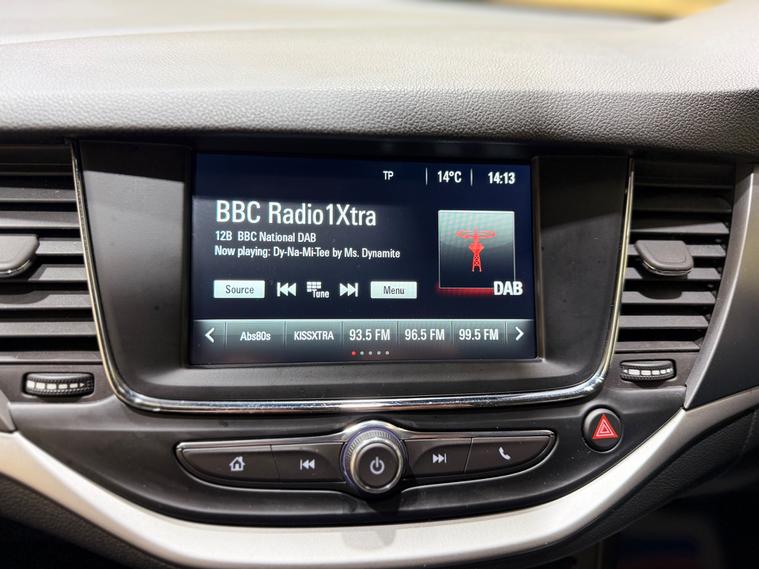 TP 14°C 14:13
BBC Radio1Xtra
12B BBC National DAB
Now playing: Dy-Na-Mi-Tee by Ms. Dynamite
DAB
Source Tune Menu
Abs80s KISSXTRA 93.5 FM 96.5 FM 99.5 FM